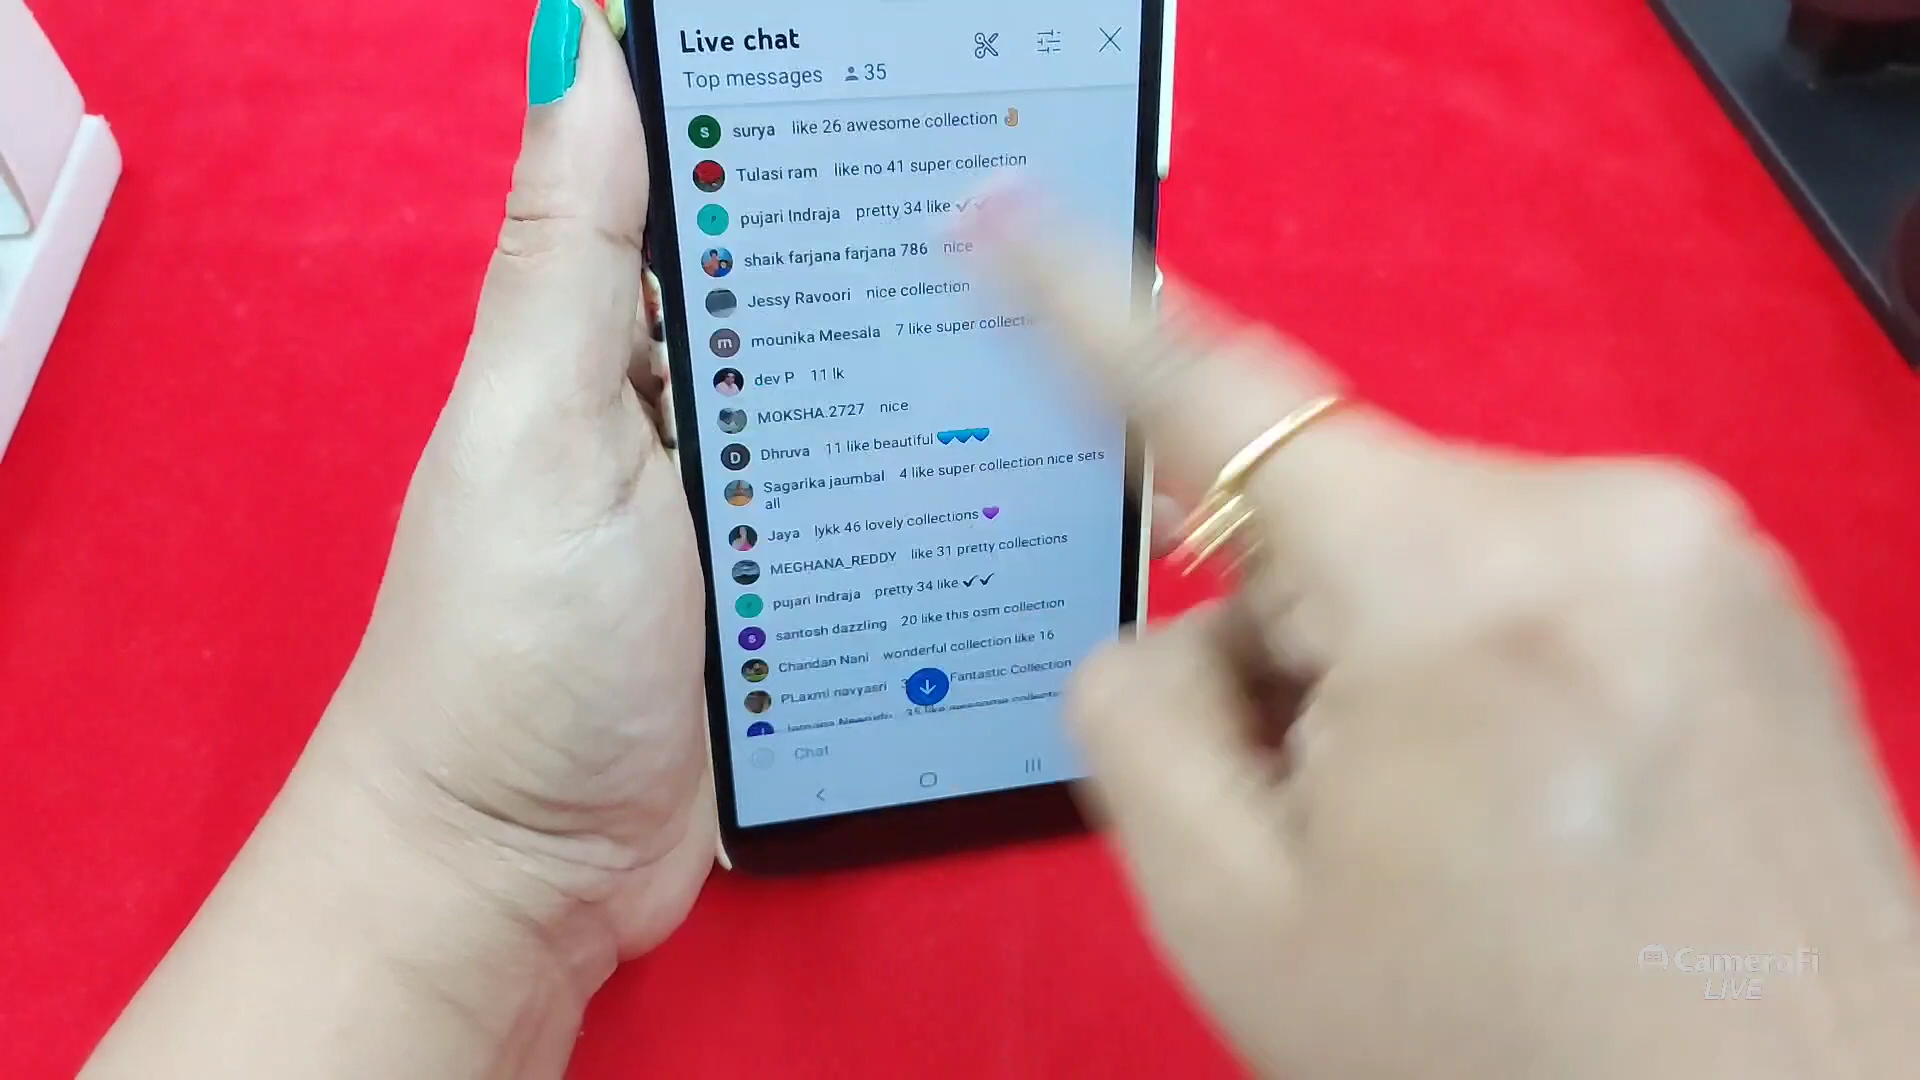 Live chat
Top messages 35
surya like 26 awesome collection
Tulasi ram like no 41 super collection
pujari Indraja pretty 34 like
shaik farjana farjana 786 nice
Jessy Ravoori nice collection
mounika Meesala 7 like super
dev P 11 lk
MOKSHA.2727 nice
Dhruva 11 like beautiful
Sagarika jaumbal 4 like super collection nice sets
all
Jaya lykk 46 lovely collections
MEGHANA_REDDY like 31 pretty collections
pujari Indraja pretty 34 like
santosh dazzling 20 like this osm collection
Chandan Nani wonderful collection like 16
PLaxmi navyasri Fantastic Collection
35 like awesome
Chat
CameraFi
LIVE